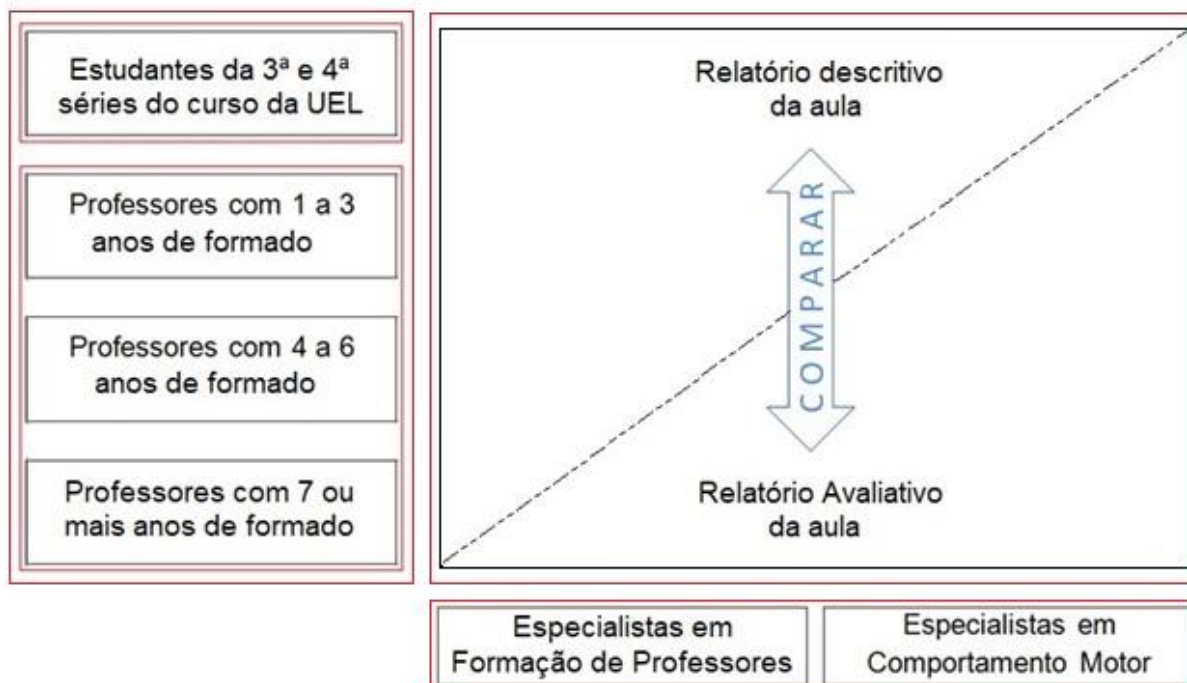 Estudantes da 3ª e 4ª
séries do curso da UEL
Professores com 1 a 3
anos de formado
Professores com 4 a 6
anos de formado
Professores com 7 ou
mais anos de formado
Relatório descritivo
da aula
COMPARAR
Relatório Avaliativo
da aula
Especialistas em
Formação de Professores
Especialistas em
Comportamento Motor